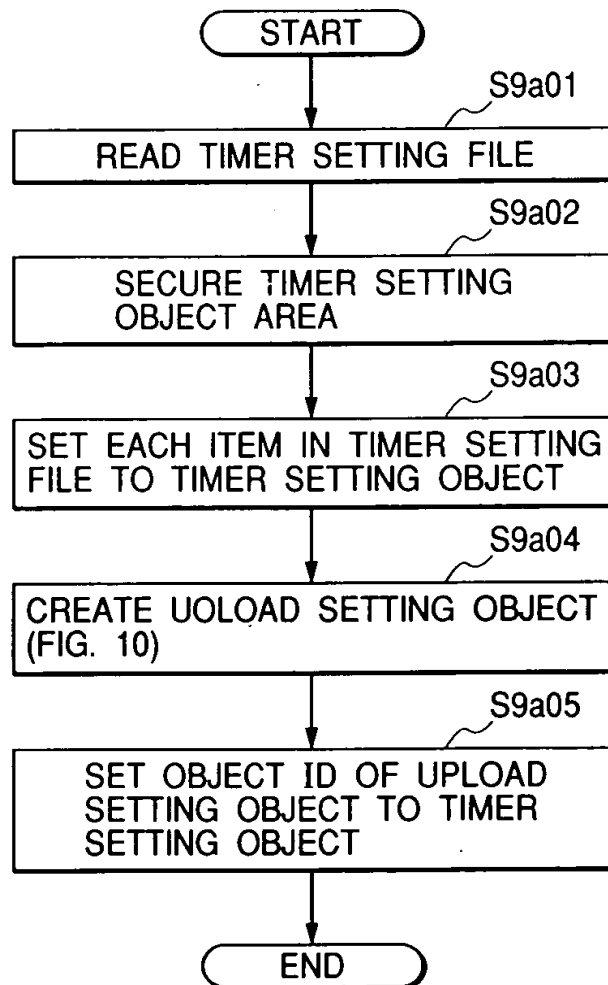 START
S9a01
READ TIMER SETTING FILE
S9a02
SECURE TIMER SETTING
OBJECT AREA
S9a03
SET EACH ITEM IN TIMER SETTING
FILE TO TIMER SETTING OBJECT
S9a04
CREATE UOLOAD SETTING OBJECT
(FIG. 10)
S9a05
SET OBJECT ID OF UPLOAD
SETTING OBJECT TO TIMER
SETTING OBJECT
END